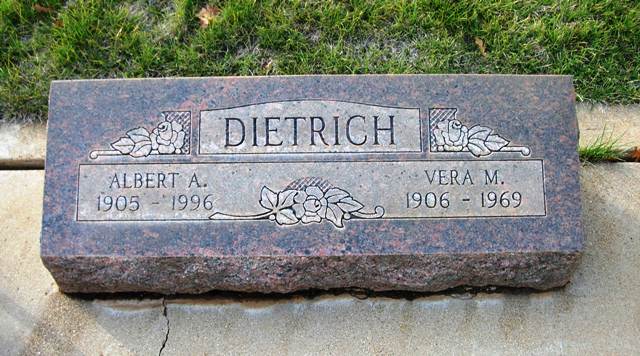 DIETRICH
ALBERT A.
1905 - 1996
VERA M.
1906 - 1969